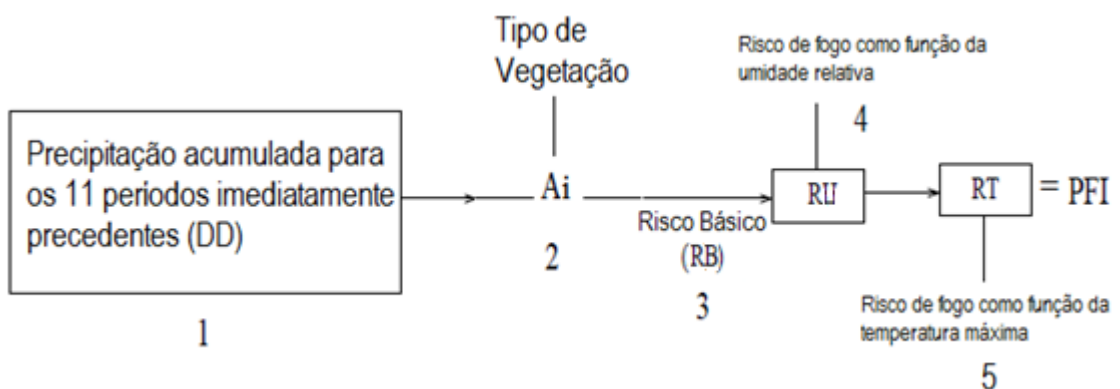 Precipitação acumulada para
os 11 períodos imediatamente
precedentes (DD)
1
Tipo de
Vegetação
Ai
2
Risco Básico
(RB)
3
Risco de fogo como função da
umidade relativa
4
RU
RT
= PFI
Risco de fogo como função da
temperatura máxima
5